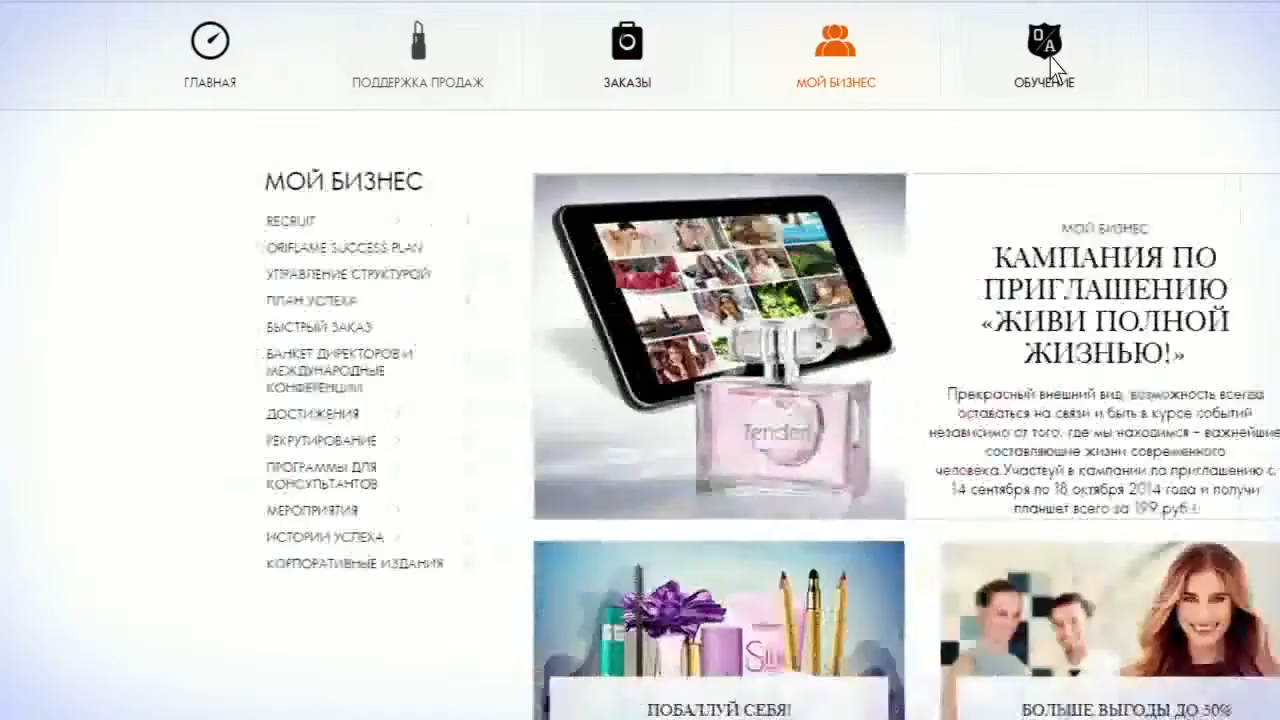 ГЛАВНАЯ
ПОДДЕРЖКА ПРОДАЖ
ЗАКАЗЫ
МОЙ БИЗНЕС
O A
ОБУЧЕНИЕ
МОЙ БИЗНЕС
RECRUIT
ORIFLAME SUCCESS PLAN
УПРАВЛЕНИЕ СТРУКТУРОЙ
ПЛАН УСПЕХА
БЫСТРЫЙ ЗАКАЗ
БАНКЕТ ДИРЕКТОРОВ И
МЕЖДУНАРОДНЫЕ
КОНФЕРЕНЦИИ
ДОСТИЖЕНИЯ
РЕКРУТИРОВАНИЕ
ПРОГРАММЫ ДЛЯ
КОНСУЛЬТАНТОВ
МЕРОПРИЯТИЯ
ИСТОРИИ УСПЕХА
КОРПОРАТИВНЫЕ ИЗДАНИЯ
МОЙ БИЗНЕС
КАМПАНИЯ ПО
ПРИГЛАШЕНИЮ
«ЖИВИ ПОЛНОЙ
ЖИЗНЬЮ!»
Прекрасный внешний вид, возможность всегда
оставаться на связи и быть в курсе событий
независимо от того, где мы находимся – важнейшие
составляющие жизни современного
человека.Участвуй в кампании по приглашению с
14 сентября по 18 октября 2014 года и получи
планшет всего за 199 руб.!
ПОБАЛЛУЙ СЕБЯ!
БОЛЬШЕ ВЫГОДЫ ДО 30%